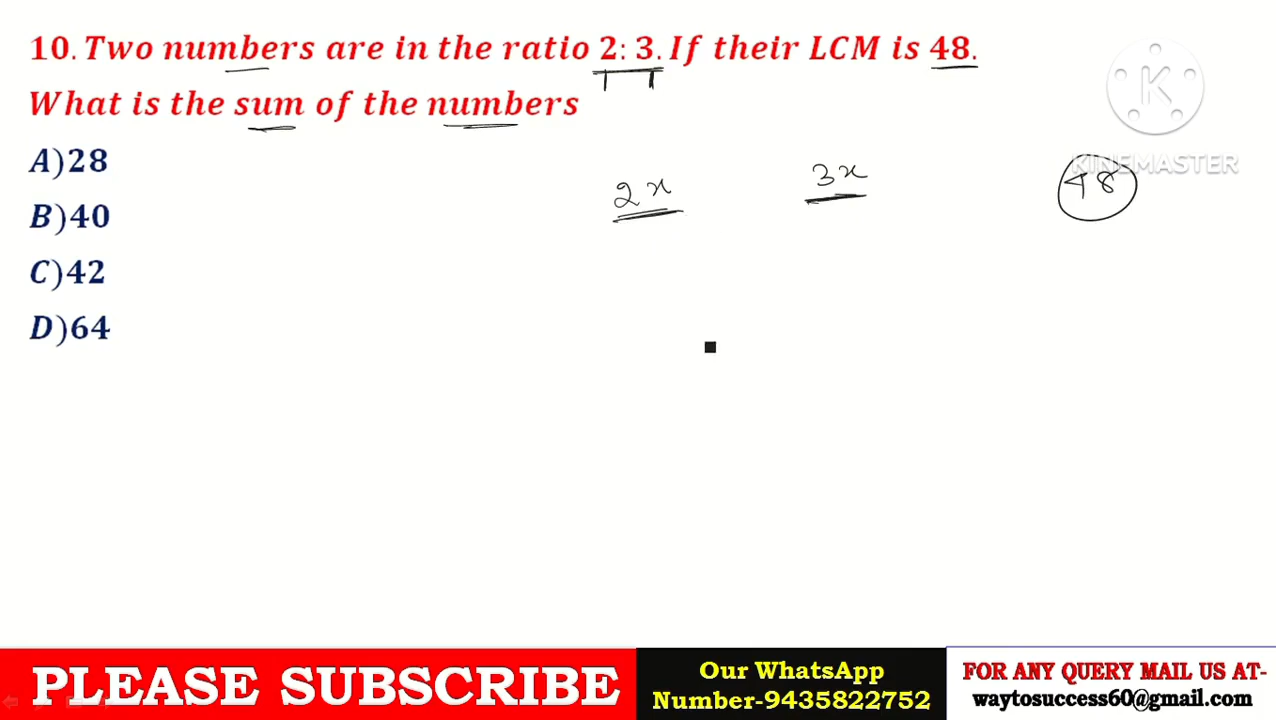 10. Two numbers are in the ratio 2: 3. If their LCM is 48.
What is the sum of the numbers
A)28
B)40
C)42
D)64
2x 3x 48
K
KINEMASTER
PLEASE SUBSCRIBE
Our WhatsApp
Number-9435822752
FOR ANY QUERY MAIL US AT-
waytosuccess60@gmail.com